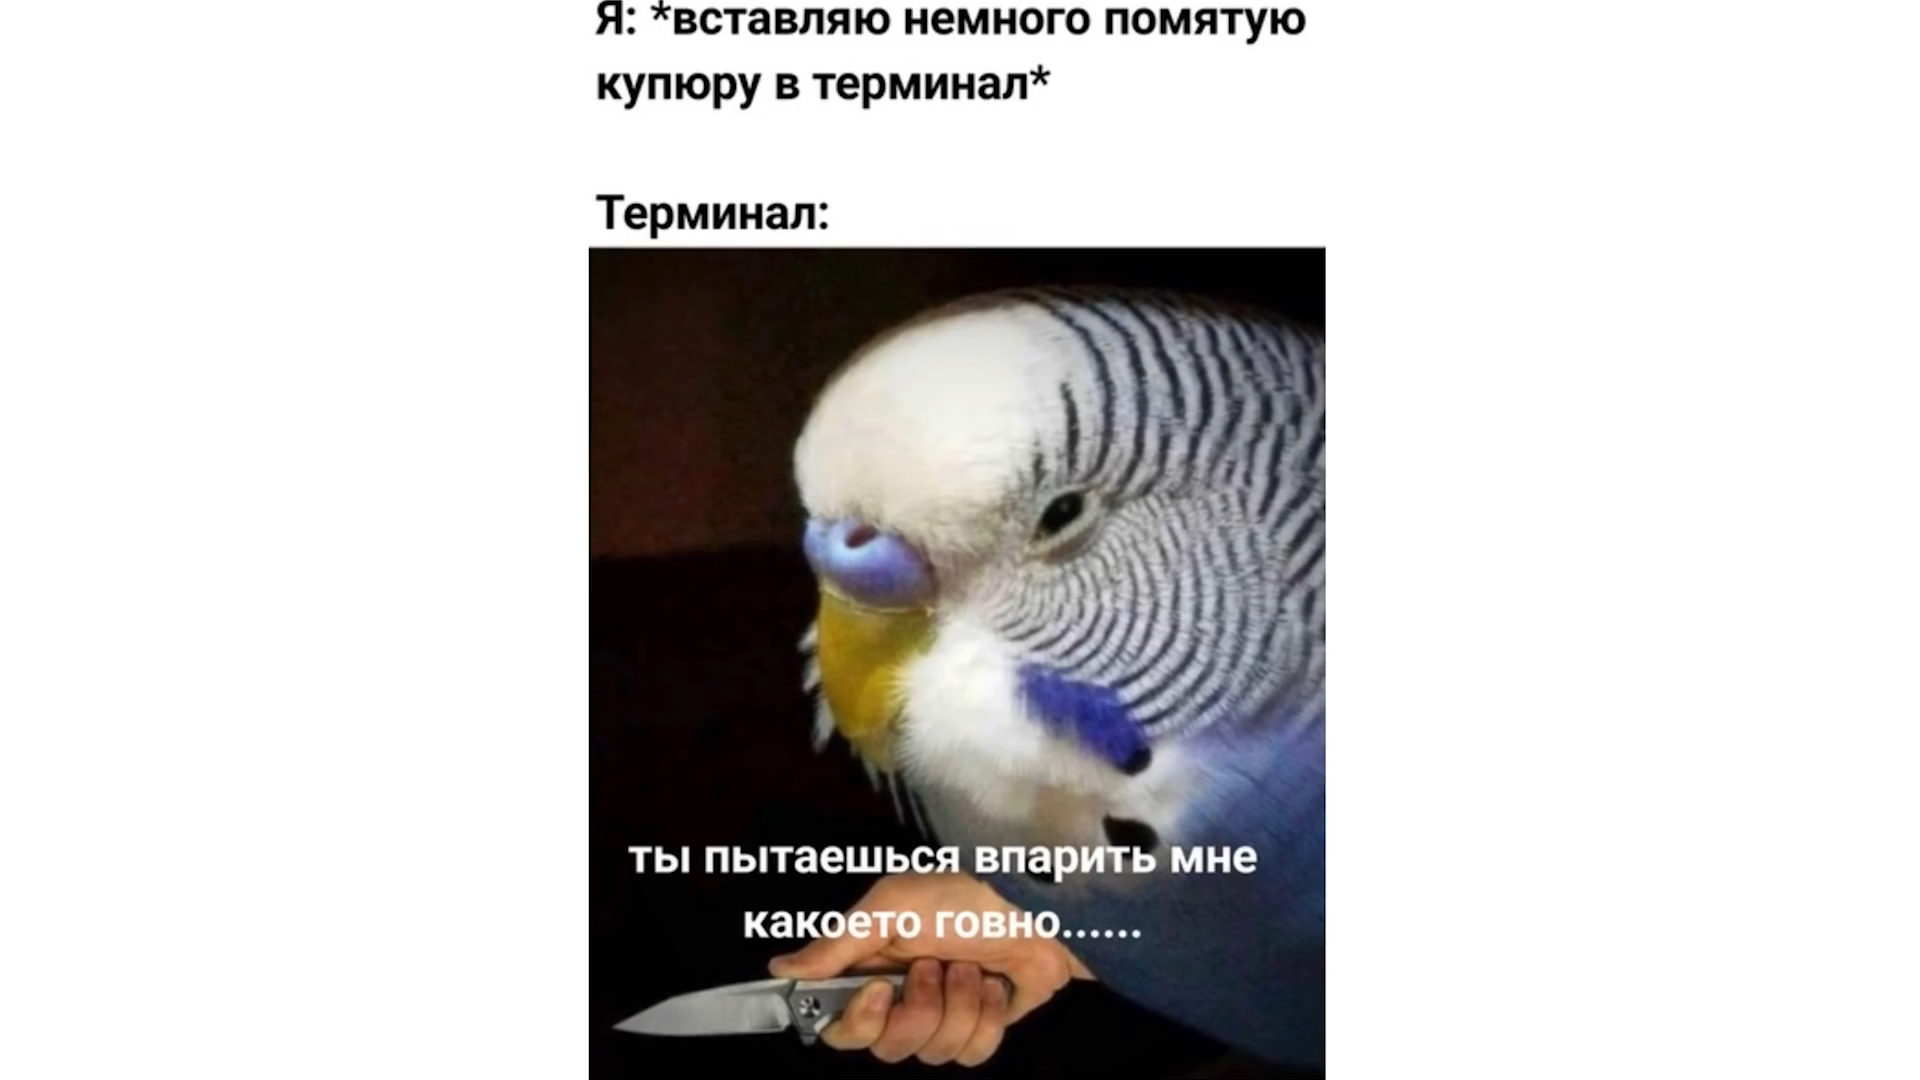 Я: *вставляю немного помятую
купюру в терминал*
Терминал:
ты пытаешься впарить мне
какоето говно......